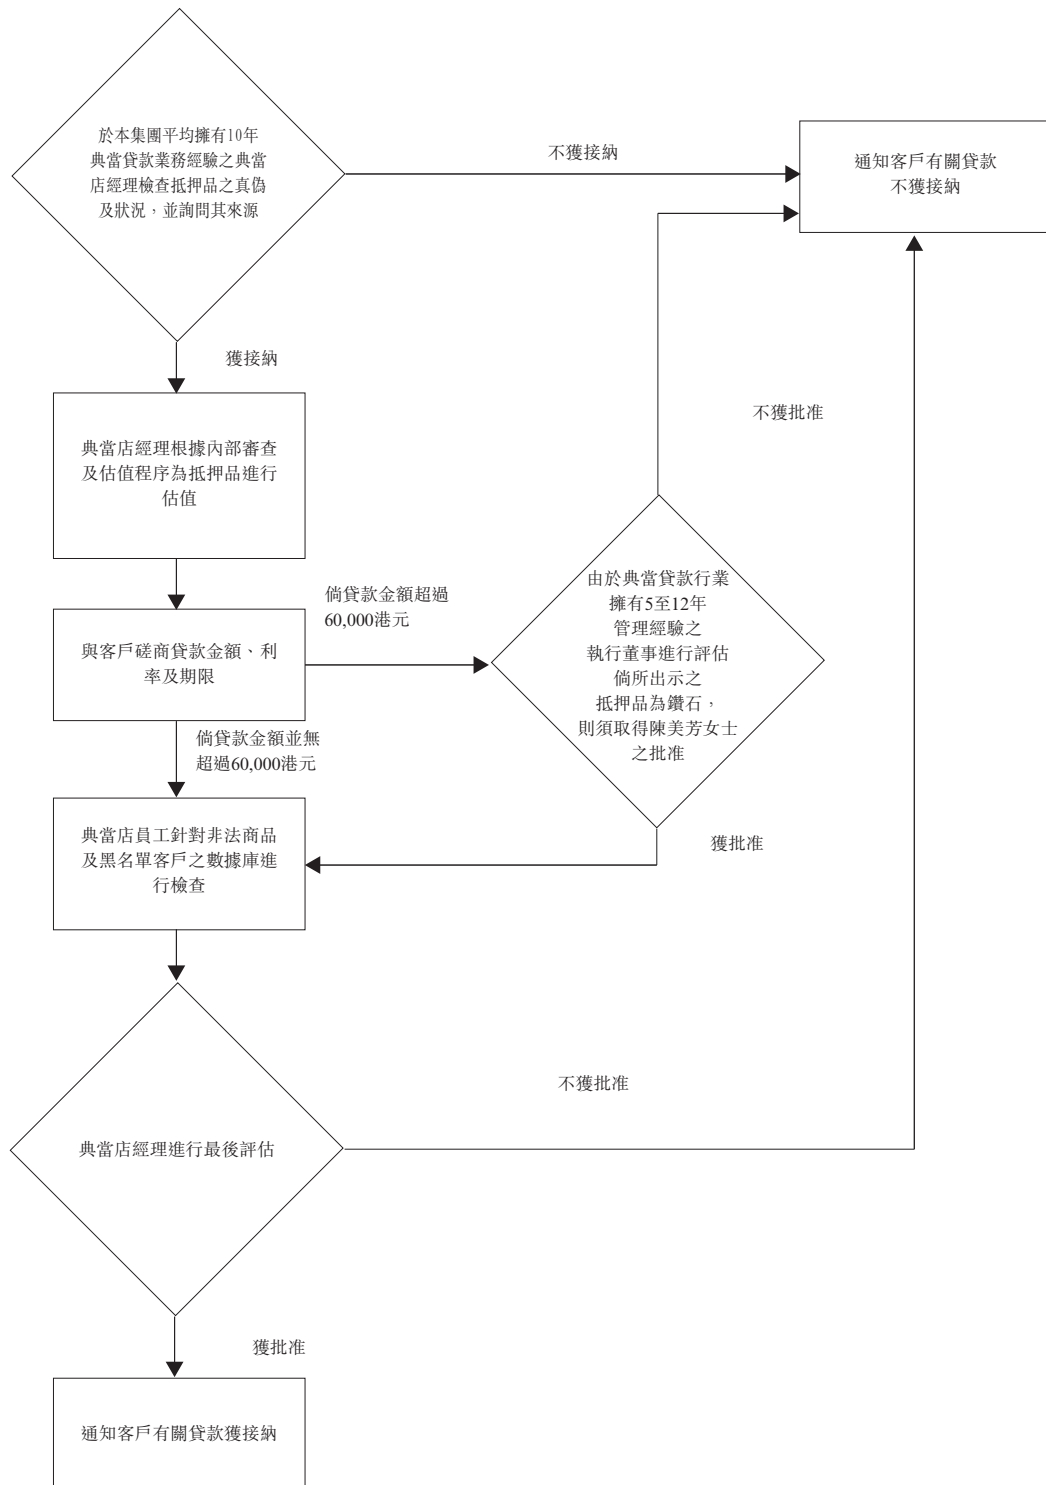 於本集團平均擁有10年
典當貸款業務經驗之典當
店經理檢查抵押品之真偽
及狀況，並詢問其來源
不獲接納
通知客戶有關貸款
不獲接納
獲接納
典當店經理根據內部審查
及估值程序為抵押品進行
估值
不獲批准
倘貸款金額超過
60,000港元
與客戶磋商貸款金額、利
率及期限
由於典當貸款行業
擁有5至12年
管理經驗之
執行董事進行評估
倘所出示之
抵押品為鑽石，
則須取得陳美芳女士
之批准
倘貸款金額並無
超過60,000港元
典當店員工針對非法商品
及黑名單客戶之數據庫進
行檢查
獲批准
典當店經理進行最後評估
不獲批准
獲批准
通知客戶有關貸款獲接納